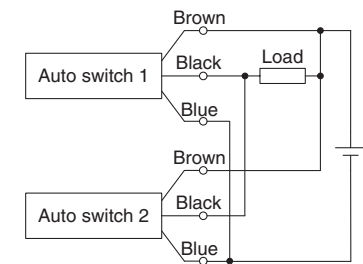 Brown
Auto switch 1
Black
Load
Blue
Brown
Auto switch 2
Black
Blue